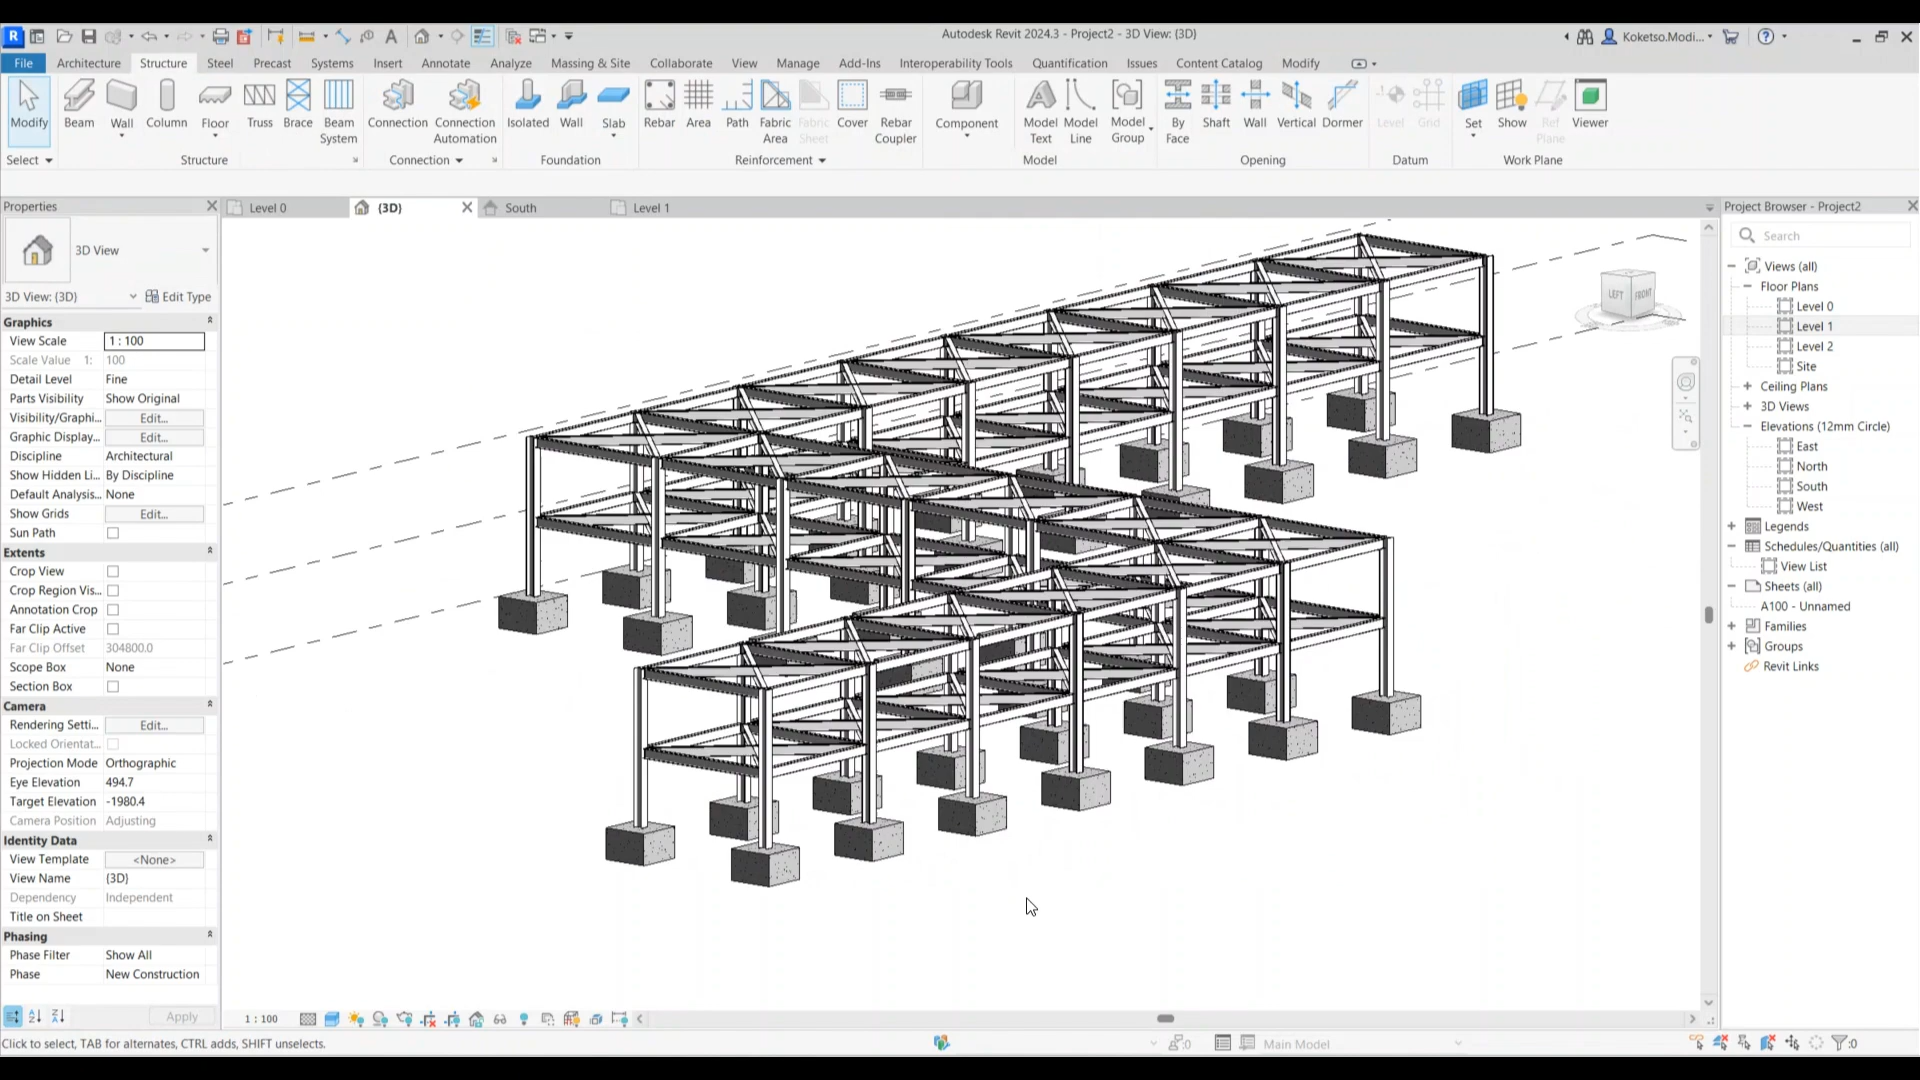 R
Autodesk Revit 2024.3 - Project2 - 3D View: {3D}
Koketso.Modi...
File Architecture Structure Steel Precast Systems Insert Annotate Analyze Massing & Site Collaborate View Manage Add-Ins Interoperability Tools Quantification Issues Content Catalog Modify
Modify Beam Wall Column Floor Truss Brace Beam System Connection Connection Automation Isolated Wall Slab Rebar Area Path Fabric Area Fabric Sheet Cover Rebar Coupler Component Model Text Model Line Model Group By Face Shaft Wall Vertical Dormer Level Grid Set Show Ref Plane Viewer
Select Structure Connection Foundation Reinforcement Model Opening Datum Work Plane
Properties
Level 0 {3D} South Level 1
3D View
3D View: {3D} Edit Type
Graphics
View Scale 1 : 100
Scale Value 1: 100
Detail Level Fine
Parts Visibility Show Original
Visibility/Graphi... Edit...
Graphic Display... Edit...
Discipline Architectural
Show Hidden Li... By Discipline
Default Analysis... None
Show Grids Edit...
Sun Path
Extents
Crop View
Crop Region Vis...
Annotation Crop
Far Clip Active
Far Clip Offset 304800.0
Scope Box None
Section Box
Camera
Rendering Setti... Edit...
Locked Orientat...
Projection Mode Orthographic
Eye Elevation 494.7
Target Elevation -1980.4
Camera Position Adjusting
Identity Data
View Template <None>
View Name {3D}
Dependency Independent
Title on Sheet
Phasing
Phase Filter Show All
Phase New Construction
Apply
LEFT FRONT
Project Browser - Project2
Search
Views (all)
Floor Plans
Level 0
Level 1
Level 2
Site
Ceiling Plans
3D Views
Elevations (12mm Circle)
East
North
South
West
Legends
Schedules/Quantities (all)
View List
Sheets (all)
A100 - Unnamed
Families
Groups
Revit Links
1 : 100
Click to select, TAB for alternates, CTRL adds, SHIFT unselects.
:0
Main Model
:0